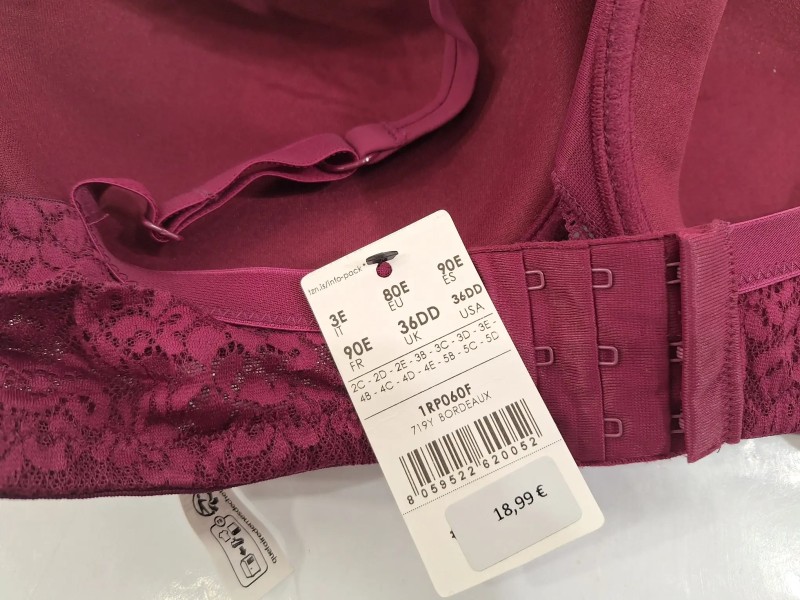 tzn.is/info-pack*
3E
IT
80E
EU
90E
ES
90E
FR
36DD
UK
36DD
USA
2C - 2D - 2E - 3B - 3C - 3D - 3E -
4B - 4C - 4D - 4E - 5B - 5C - 5D
1RP060F
719Y BORDEAUX
8 059522 620052
18,99 €